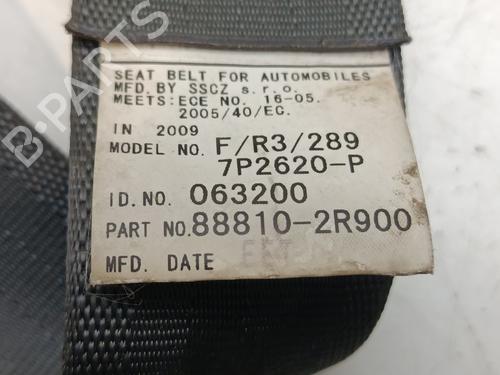 SEAT BELT FOR AUTOMOBILES
MFD. BY SSCZ s. r. o.
MEETS: ECE NO. 16-05.
2005/40/EC.
IN 2009
MODEL NO. F/R3/289
7P2620-P
ID. NO. 063200
PART NO. 88810-2R900
MFD. DATE